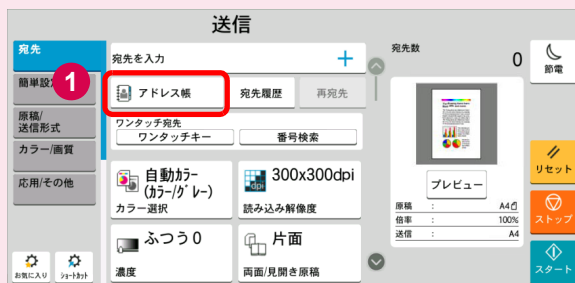 送信
宛先
簡単設
1
原稿/
送信形式
カラー/画質
応用/その他
お気に入り
ショートカット
宛先を入力
+
アドレス帳
宛先履歴
再宛先
ワンタッチ宛先
ワンタッチキー
番号検索
自動カラー
(カラー/グレー)
カラー選択
dpi
300x300dpi
読み込み解像度
ふつう0
濃度
片面
両面/見開き原稿
宛先数
0
プレビュー
原稿 : A4
倍率 : 100%
送信 : A4
節電
リセット
ストップ
スタート